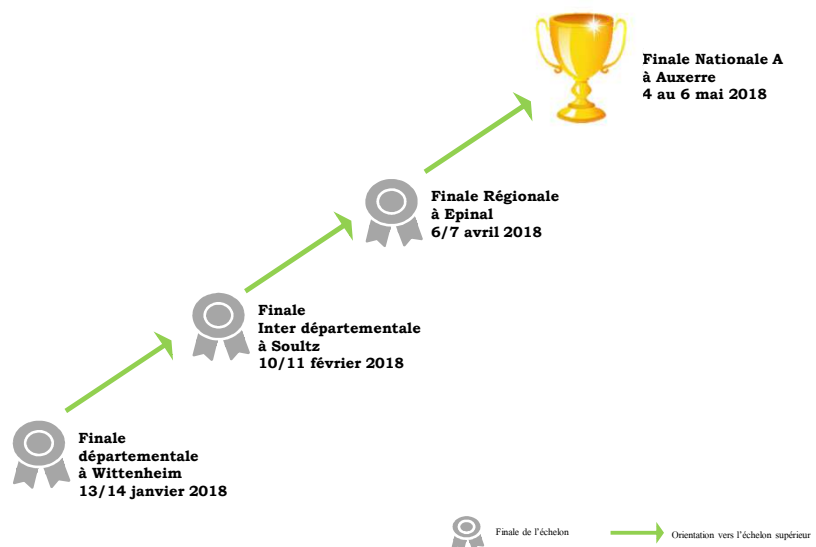 Finale Nationale A
à Auxerre
4 au 6 mai 2018
Finale Régionale
à Epinal
6/7 avril 2018
Finale
Inter départementale
à Soultz
10/11 février 2018
Finale
départementale
à Wittenheim
13/14 janvier 2018
Finale de l'échelon
Orientation vers l'échelon supérieur